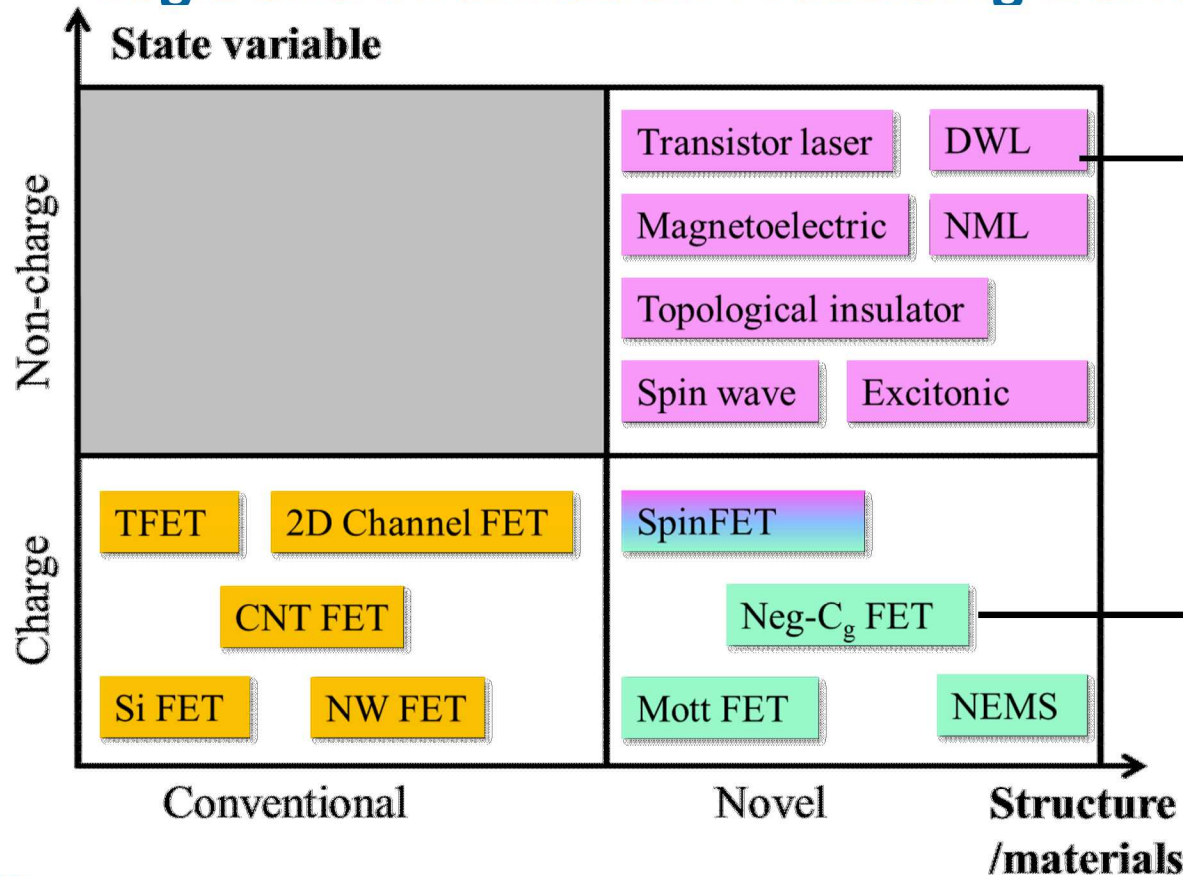 State variable
Non-charge
Transistor laser
DWL
Magnetoelectric
NML
Topological insulator
Spin wave
Excitonic
Charge
TFET
2D Channel FET
SpinFET
CNT FET
Neg-Cg FET
Si FET
NW FET
Mott FET
NEMS
Conventional
Novel
Structure
/materials